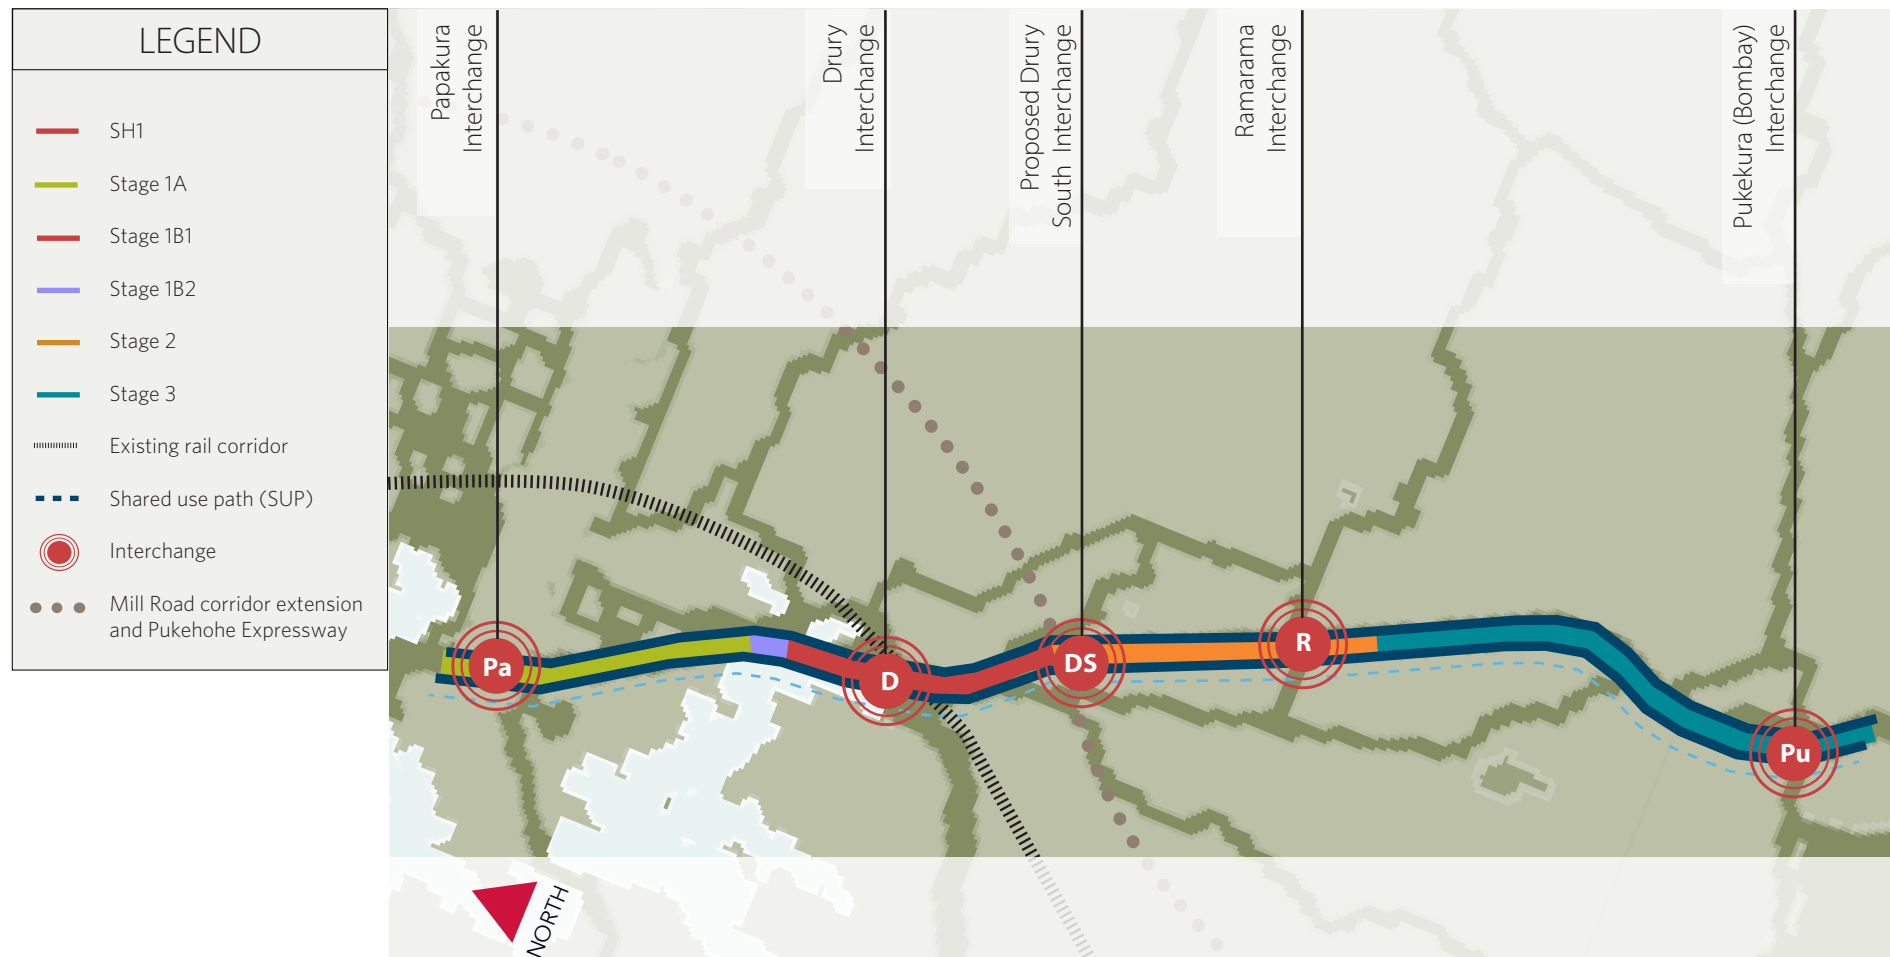 LEGEND
SH1
Stage 1A
Stage 1B1
Stage 1B2
Stage 2
Stage 3
Existing rail corridor
Shared use path (SUP)
Interchange
Mill Road corridor extension
and Pukehohe Expressway
Papakura
Interchange
Drury
Interchange
Proposed Drury
South Interchange
Ramarama
Interchange
Pukekura (Bombay)
Interchange
Pa
D
DS
R
Pu
NORTH